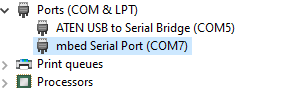 Ports (COM & LPT)
ATEN USB to Serial Bridge (COM5)
mbed Serial Port (COM7)
Print queues
Processors